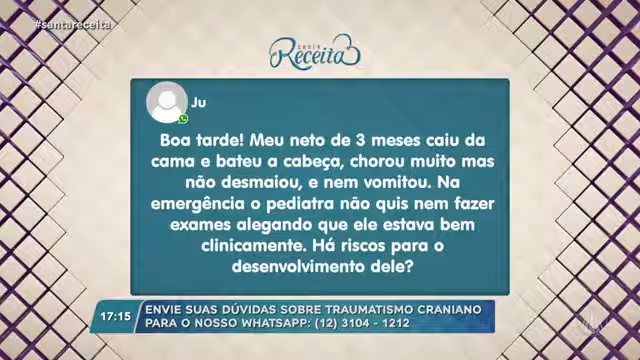 #santareceita
SANTA
Receita
Ju
Boa tarde! Meu neto de 3 meses caiu da
cama e bateu a cabeça, chorou muito mas
não desmaiou, e nem vomitou. Na
emergência o pediatra não quis nem fazer
exames alegando que ele estava bem
clinicamente. Há riscos para o
desenvolvimento dele?
17:15
ENVIE SUAS DÚVIDAS SOBRE TRAUMATISMO CRANIANO
PARA O NOSSO WHATSAPP: (12) 3104 - 1212